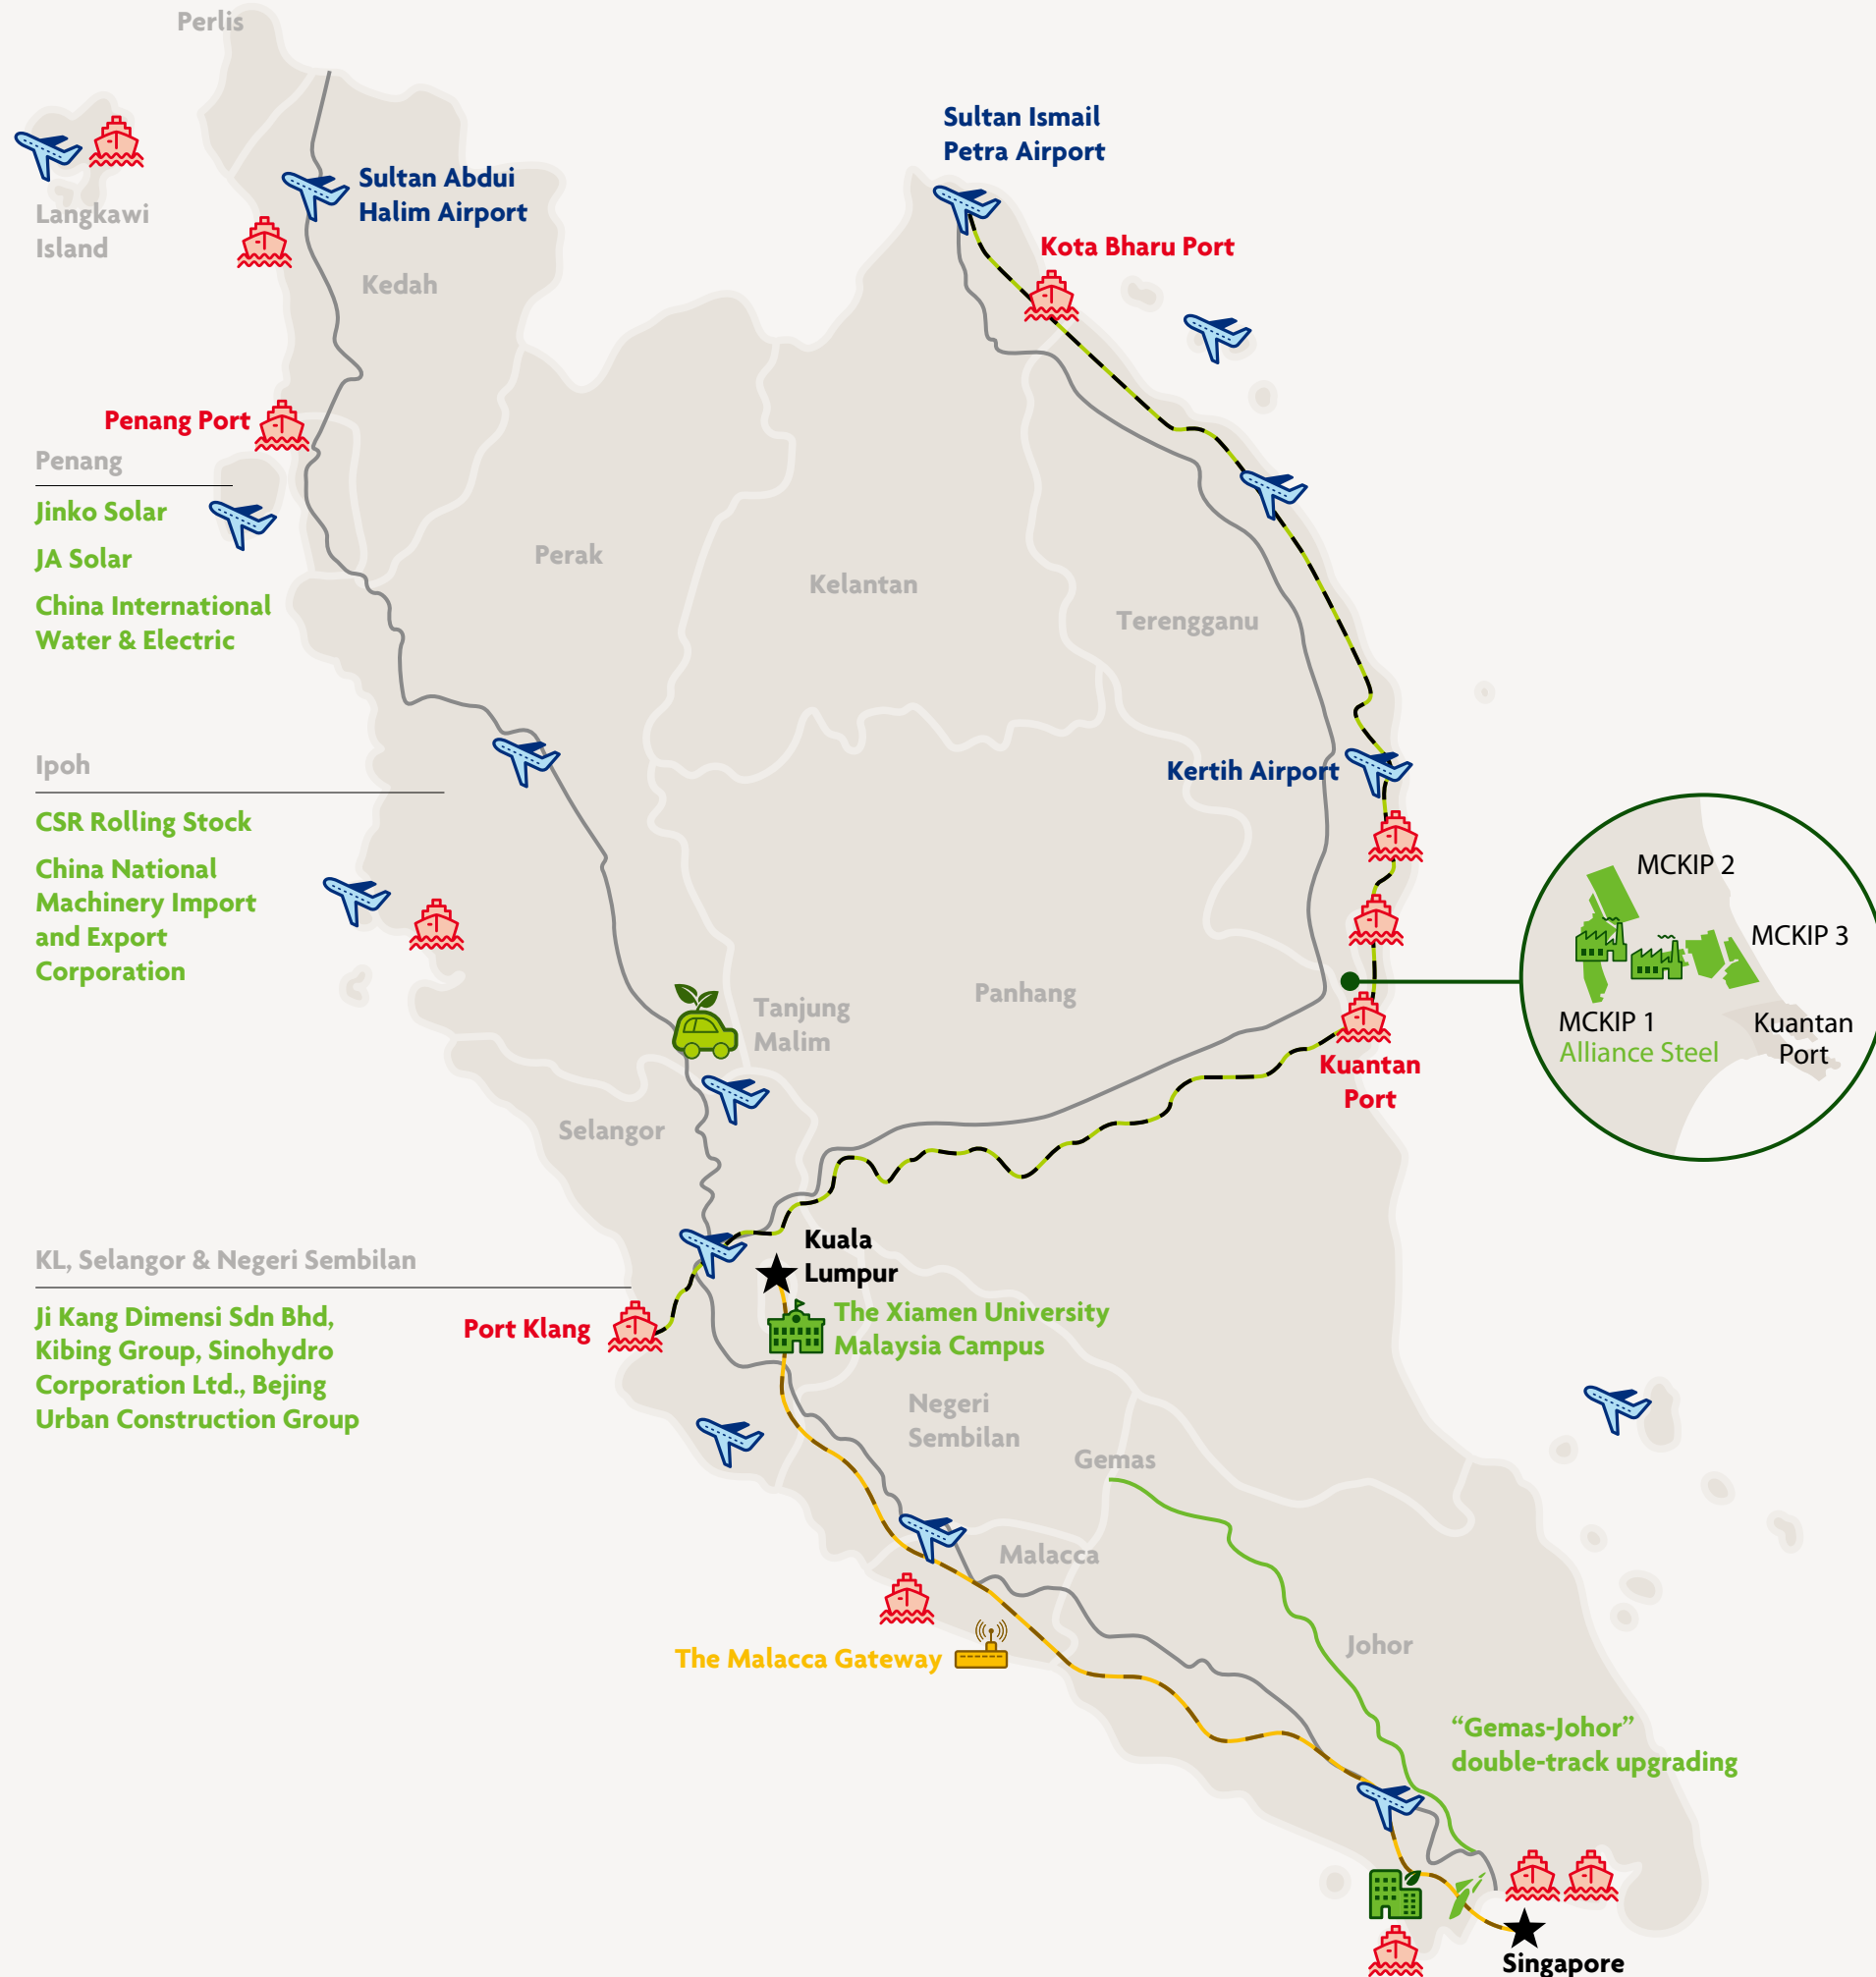 Perlis
Sultan Ismail
Petra Airport
Sultan Abdui
Halim Airport
Langkawi
Island
Kota Bharu Port
Kedah
Penang Port
Penang
Jinko Solar
JA Solar
China International
Water & Electric
Perak
Kelantan
Terengganu
Ipoh
CSR Rolling Stock
China National
Machinery Import
and Export
Corporation
Kertih Airport
MCKIP 2
MCKIP 3
MCKIP 1
Alliance Steel
Kuantan
Port
Tanjung
Malim
Panhang
Kuantan
Port
Selangor
KL, Selangor & Negeri Sembilan
Ji Kang Dimensi Sdn Bhd,
Kibing Group, Sinohydro
Corporation Ltd., Bejing
Urban Construction Group
Kuala
Lumpur
Port Klang
The Xiamen University
Malaysia Campus
Negeri
Sembilan
Gemas
Malacca
The Malacca Gateway
Johor
“Gemas-Johor”
double-track upgrading
Singapore